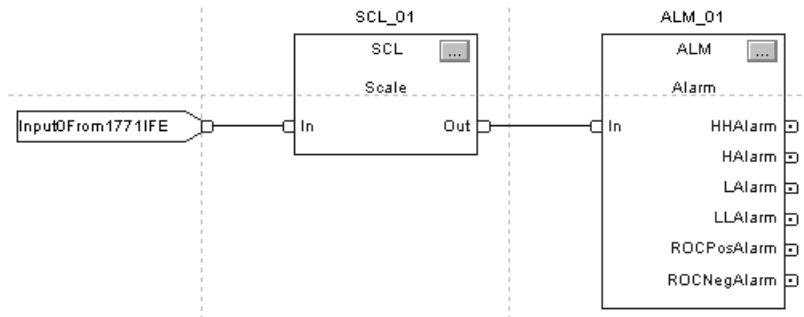 SCL_01
ALM_01
SCL
...
ALM
...
Scale
Alarm
Input0From1771IFE
In
Out
In
HHAlarm
HAlarm
LAlarm
LLAlarm
ROCPosAlarm
ROCNegAlarm